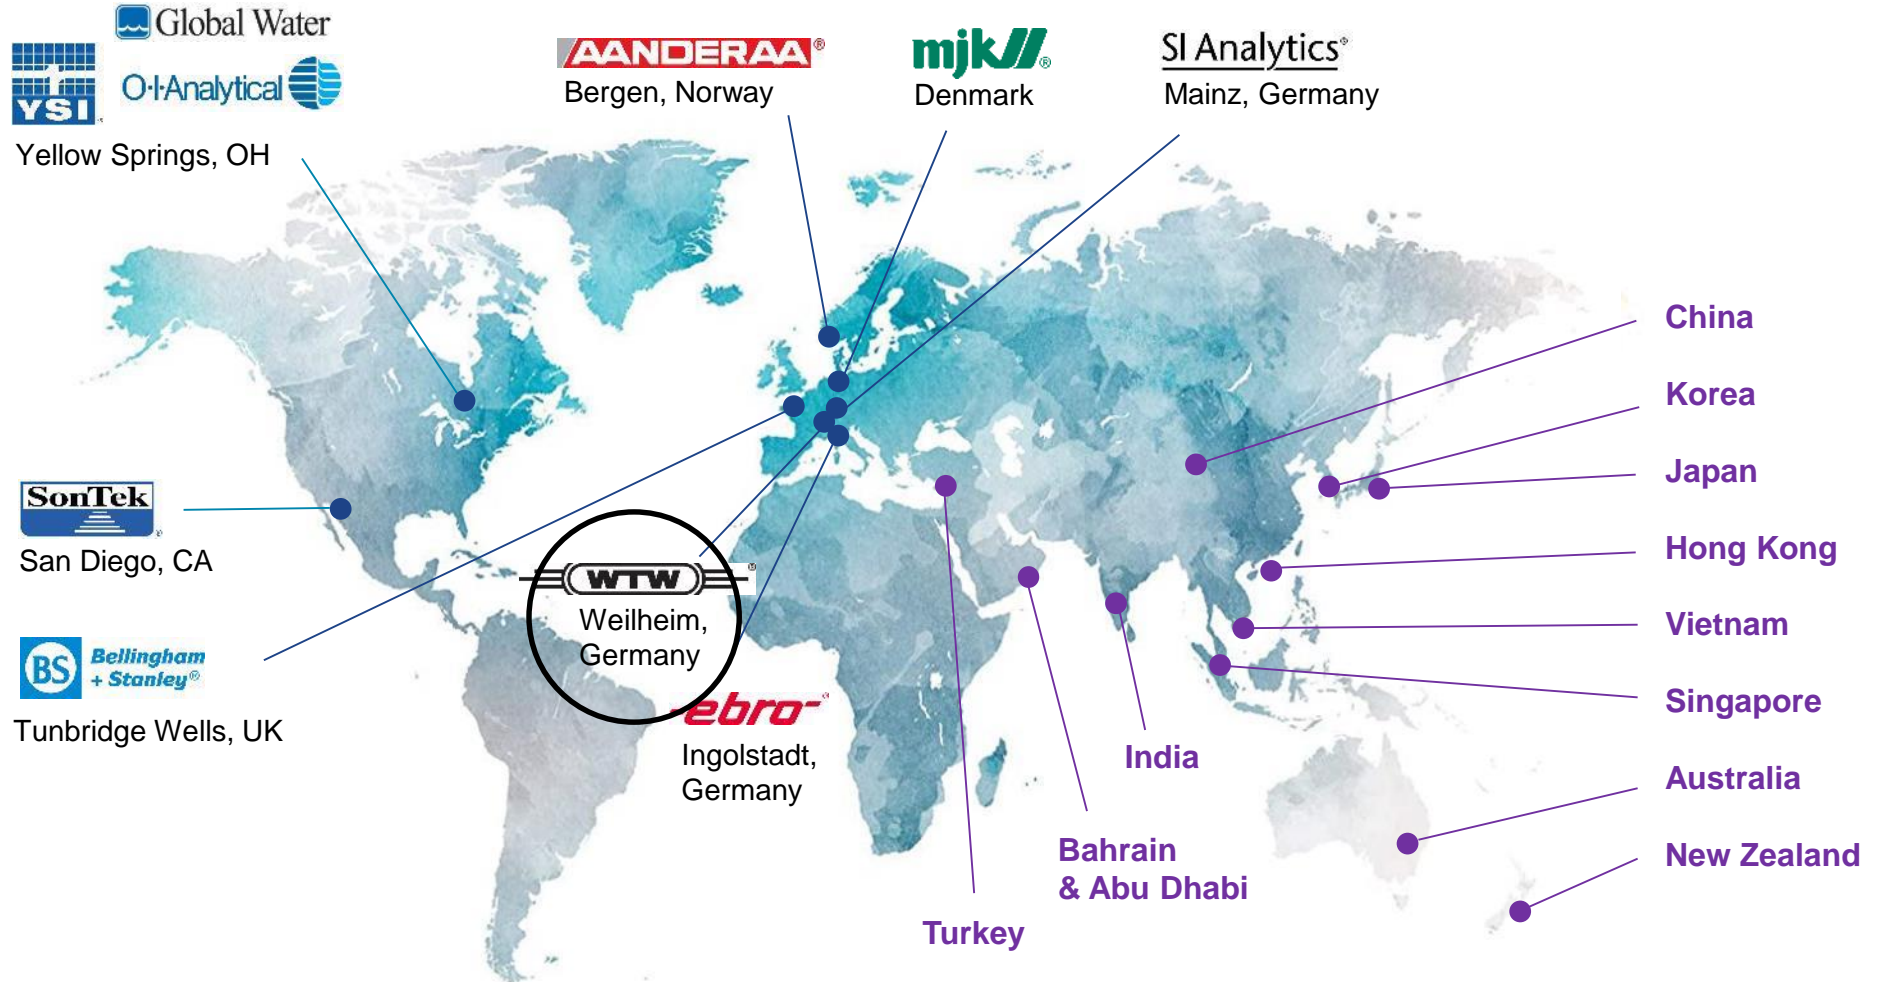 Global Water
YSI
O·I·Analytical
Yellow Springs, OH
AANDERAA®
Bergen, Norway
mjk®
Denmark
SI Analytics®
Mainz, Germany
SonTek®
San Diego, CA
BS
Bellingham
+ Stanley®
Tunbridge Wells, UK
WTW®
Weilheim,
Germany
ebro®
Ingolstadt,
Germany
China
Korea
Japan
Hong Kong
Vietnam
Singapore
Australia
New Zealand
India
Bahrain
& Abu Dhabi
Turkey